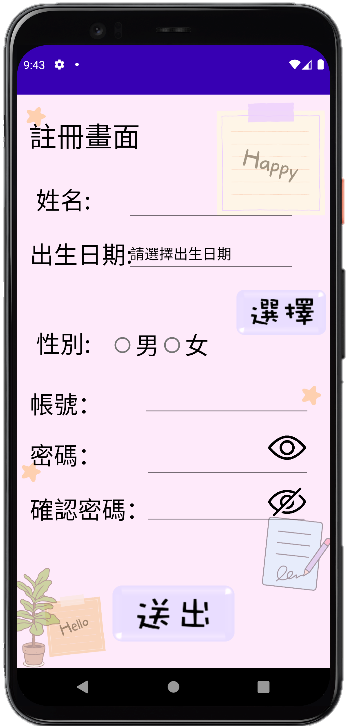 9:43
註冊畫面
Happy
姓名:
出生日期:請選擇出生日期
選擇
性別: 男 女
帳號:
密碼:
確認密碼:
送出
Hello